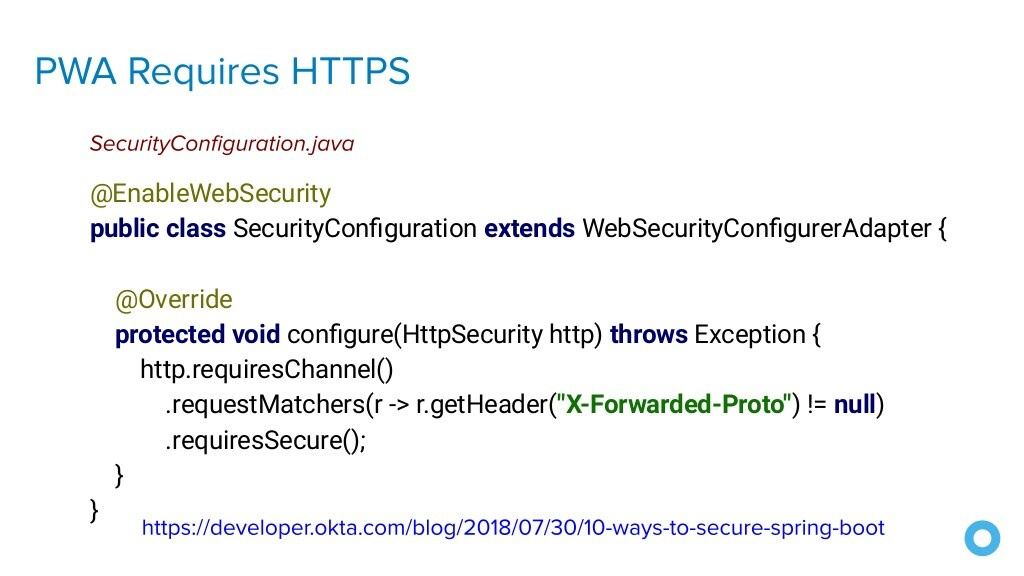 PWA Requires HTTPS
SecurityConfiguration.java
@EnableWebSecurity
public class SecurityConfiguration extends WebSecurityConfigurerAdapter {
@Override
protected void configure(HttpSecurity http) throws Exception {
http.requiresChannel()
.requestMatchers(r -> r.getHeader("X-Forwarded-Proto") != null)
.requiresSecure();
}
}
https://developer.okta.com/blog/2018/07/30/10-ways-to-secure-spring-boot